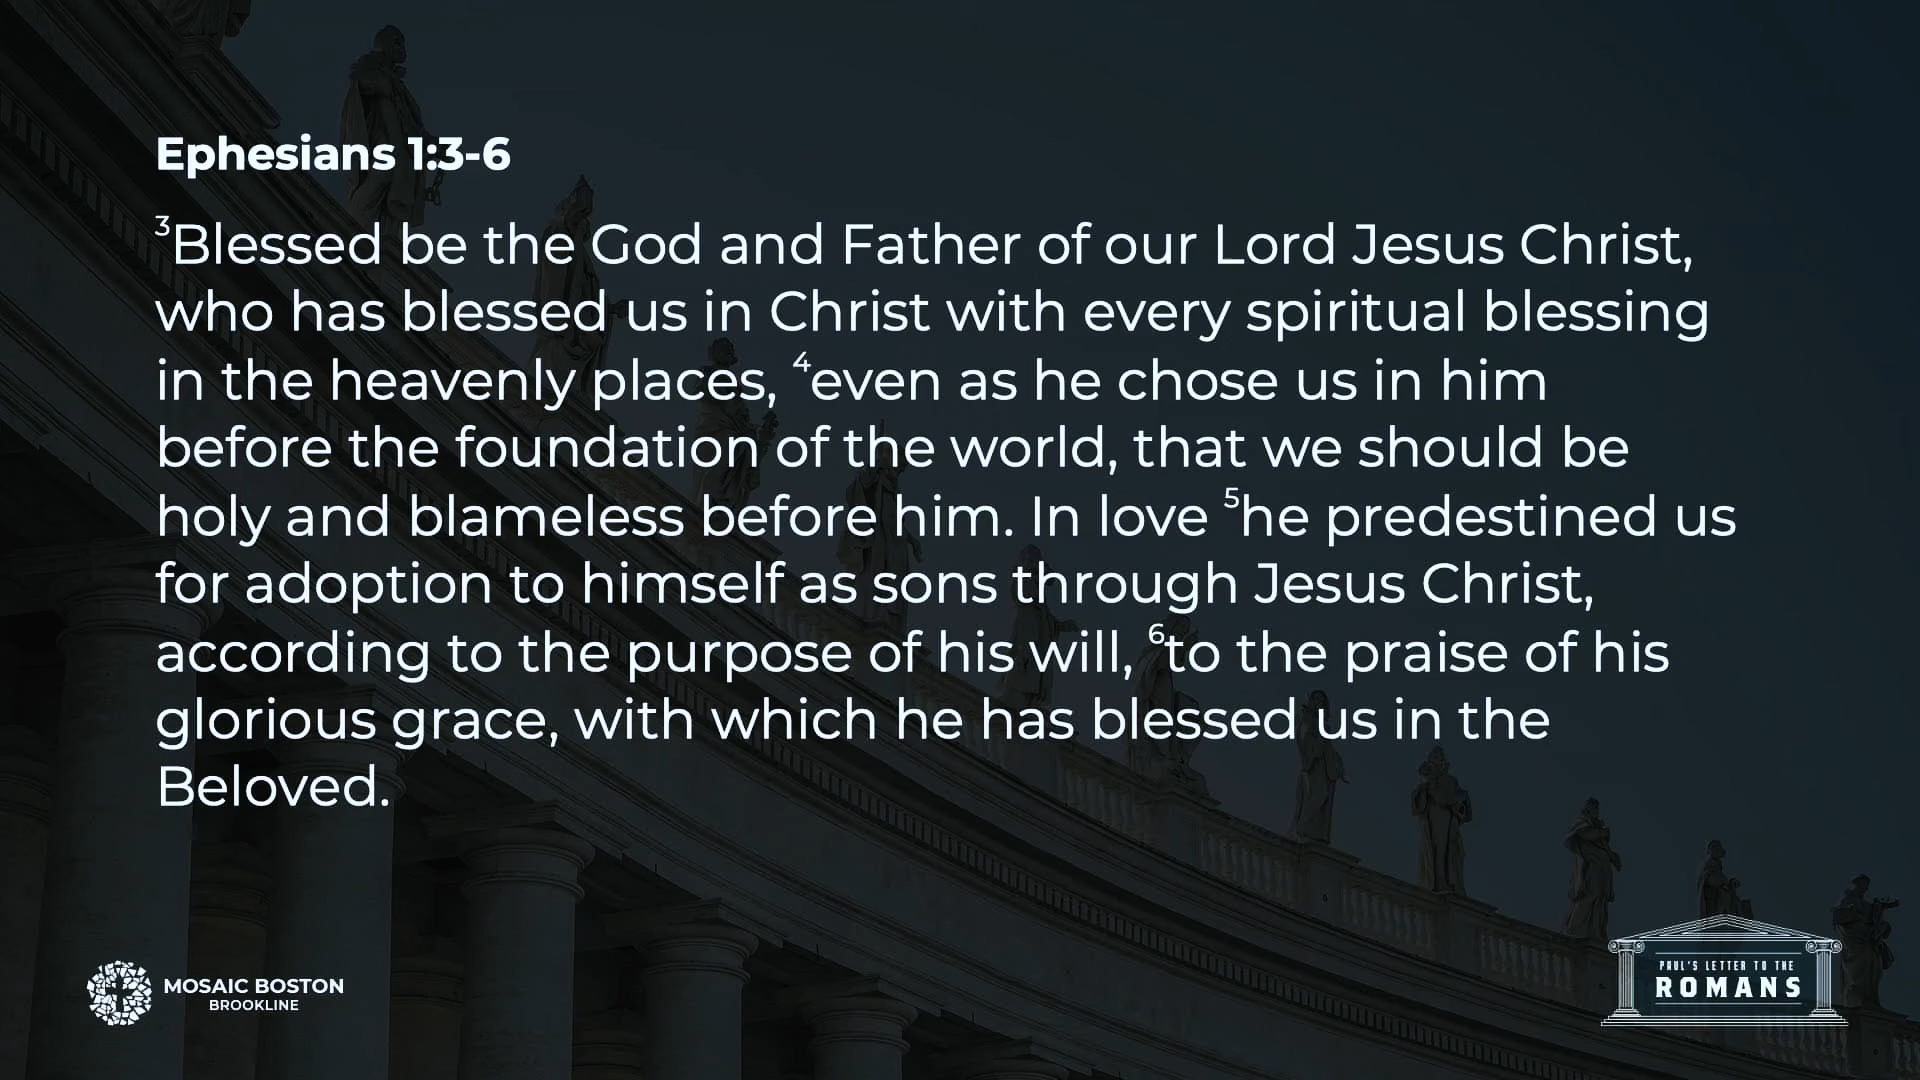 Ephesians 1:3-6
³Blessed be the God and Father of our Lord Jesus Christ,
who has blessed us in Christ with every spiritual blessing
in the heavenly places, ⁴even as he chose us in him
before the foundation of the world, that we should be
holy and blameless before him. In love ⁵he predestined us
for adoption to himself as sons through Jesus Christ,
according to the purpose of his will, ⁶to the praise of his
glorious grace, with which he has blessed us in the
Beloved.
MOSAIC BOSTON
BROOKLINE
PAUL'S LETTER TO THE
ROMANS